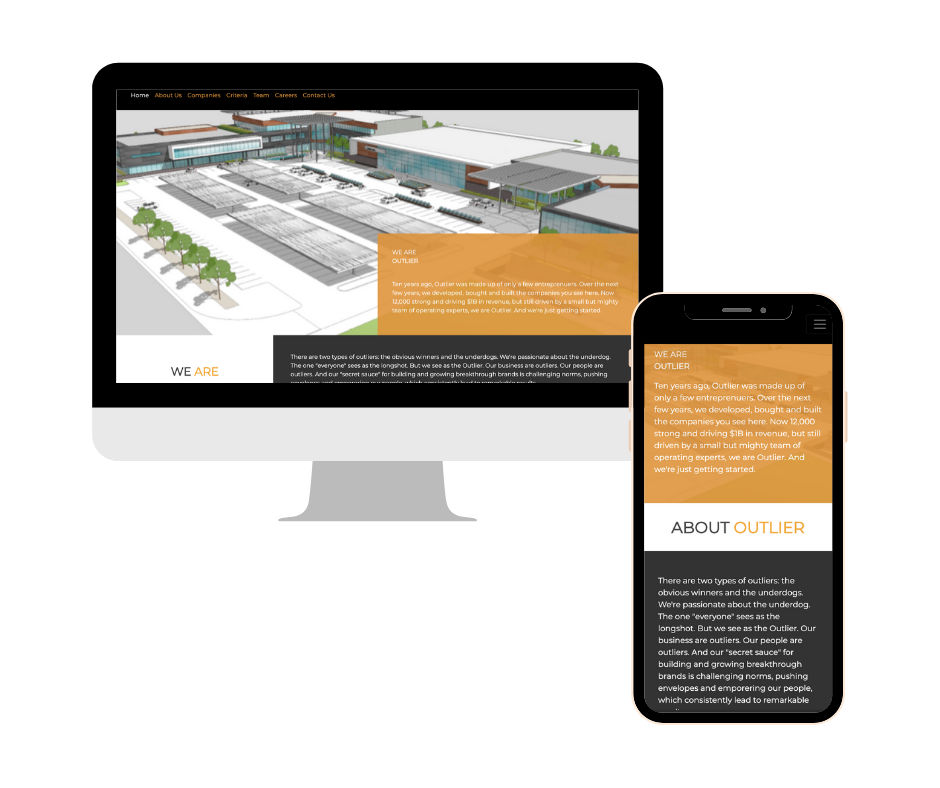 Home About Us Companies Criteria Team Careers Contact Us
WE ARE
OUTLIER
Ten years ago, Outlier was made up of only a few entreprenuers. Over the next
few years, we developed, bought and built the companies you see here. Now
12,000 strong and driving $1B in revenue, but still driven by a small but mighty
team of operating experts, we are Outlier. And we're just getting started.
WE ARE
There are two types of outliers: the obvious winners and the underdogs. We're passionate about the underdog.
The one "everyone" sees as the longshot. But we see as the Outlier. Our business are outliers. Our people are
outliers. And our "secret sauce" for building and growing breakthrough brands is challenging norms, pushing
envelopes and emporering our people, which consistently lead to remarkable results.
WE ARE
OUTLIER
Ten years ago, Outlier was made up of
only a few entreprenuers. Over the next
few years, we developed, bought and built
the companies you see here. Now 12,000
strong and driving $1B in revenue, but still
driven by a small but mighty team of
operating experts, we are Outlier. And
we're just getting started.
ABOUT OUTLIER
There are two types of outliers: the
obvious winners and the underdogs.
We're passionate about the underdog.
The one "everyone" sees as the
longshot. But we see as the Outlier. Our
business are outliers. Our people are
outliers. And our "secret sauce" for
building and growing breakthrough
brands is challenging norms, pushing
envelopes and emporering our people,
which consistently lead to remarkable